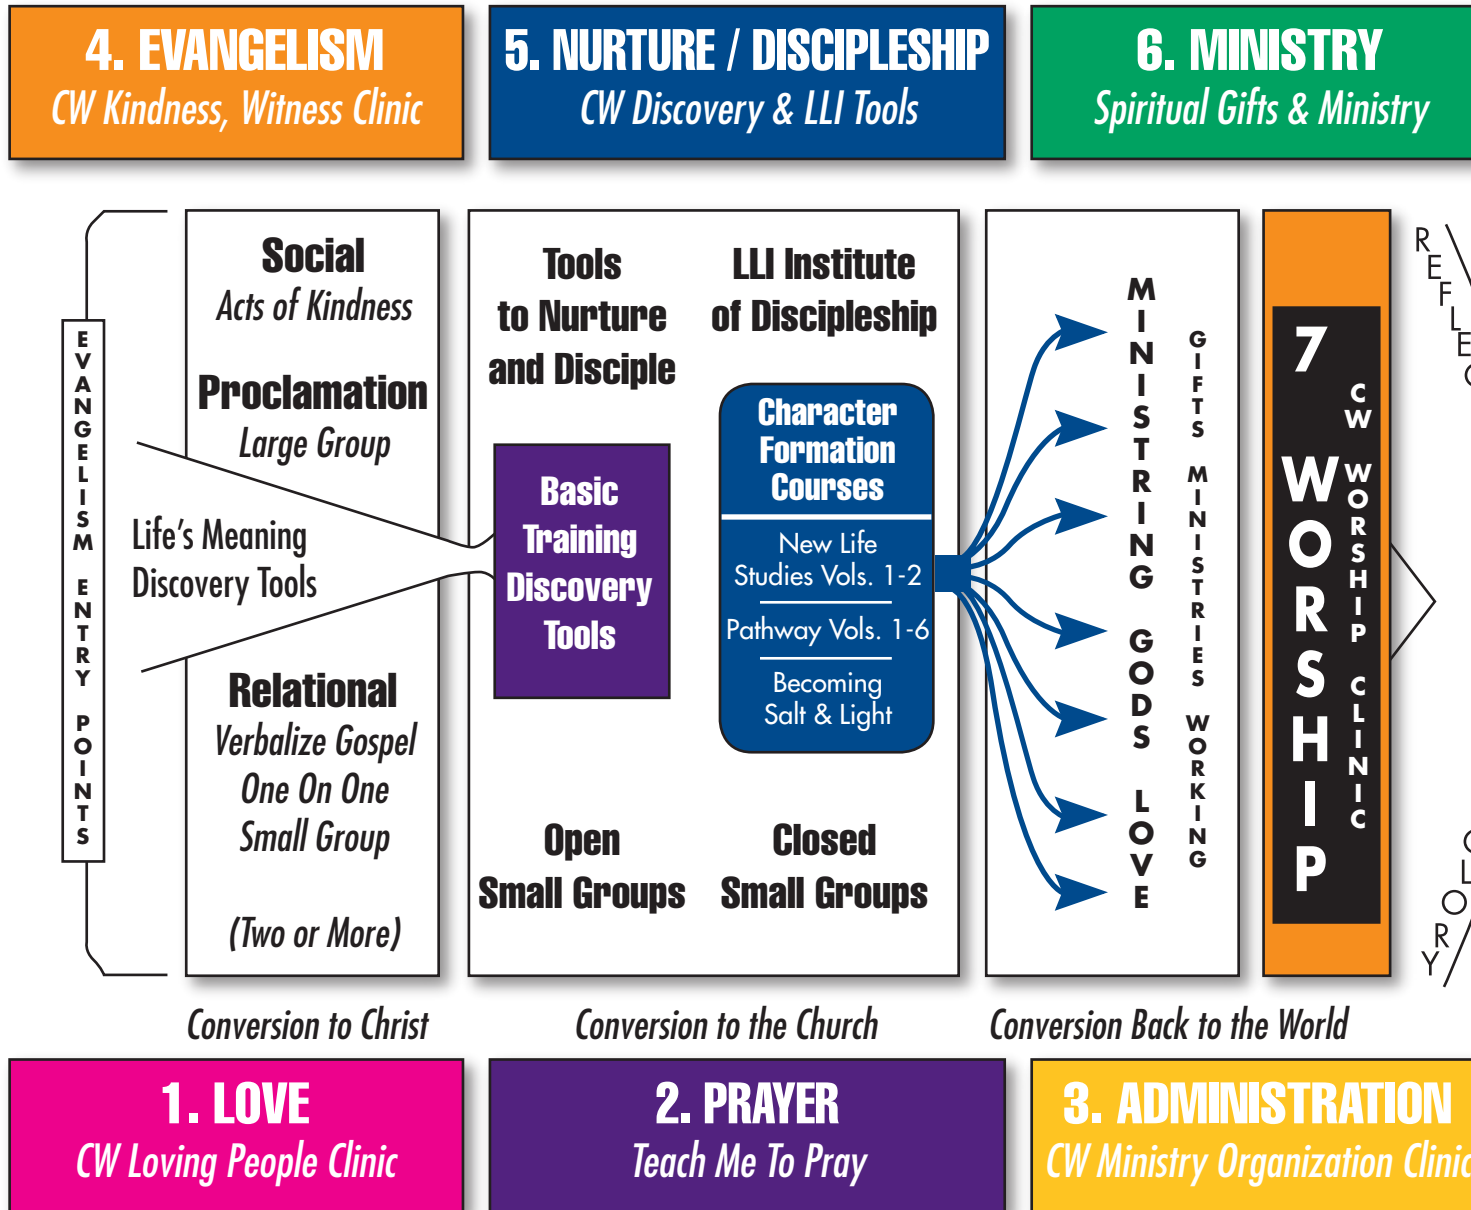 4. EVANGELISM
CW Kindness, Witness Clinic
5. NURTURE / DISCIPLESHIP
CW Discovery & LLI Tools
6. MINISTRY
Spiritual Gifts & Ministry
EVANGELISM ENTRY POINTS
Social
Acts of Kindness
Proclamation
Large Group
Life's Meaning
Discovery Tools
Relational
Verbalize Gospel
One On One
Small Group
(Two or More)
Tools
to Nurture
and Disciple
Basic
Training
Discovery
Tools
Open
Small Groups
LLI Institute
of Discipleship
Character
Formation
Courses
New Life
Studies Vols. 1-2
Pathway Vols. 1-6
Becoming
Salt & Light
Closed
Small Groups
MINISTRING GODS LOVE
GIFTS MINISTRIES WORKING
7 WORSHIP
CW WORSHIP CLINIC
Conversion to Christ
Conversion to the Church
Conversion Back to the World
1. LOVE
CW Loving People Clinic
2. PRAYER
Teach Me To Pray
3. ADMINISTRATION
CW Ministry Organization Clinic